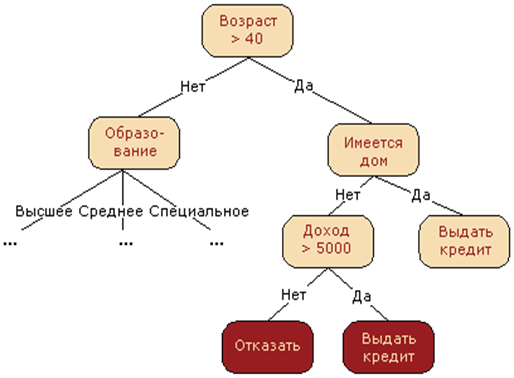 Возраст
> 40
Нет
Да
Образо-
вание
Имеется
дом
Высшее Среднее Специальное
... ... ...
Нет
Да
Доход
> 5000
Выдать
кредит
Нет
Да
Отказать
Выдать
кредит